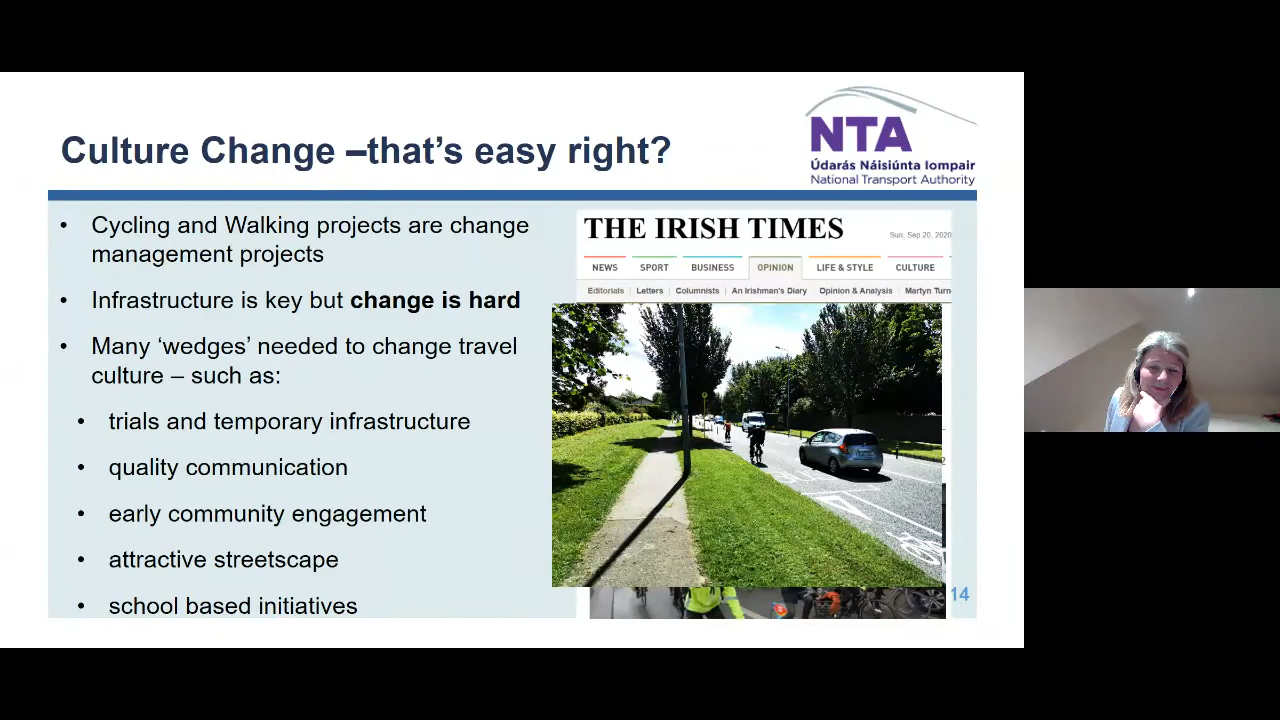 Culture Change –that's easy right?
NTA
Údarás Náisiúnta Iompair
National Transport Authority
• Cycling and Walking projects are change
management projects
• Infrastructure is key but change is hard
• Many ‘wedges’ needed to change travel
culture – such as:
• trials and temporary infrastructure
• quality communication
• early community engagement
• attractive streetscape
• school based initiatives
THE IRISH TIMES
Sun, Sep 20, 2020
NEWS SPORT BUSINESS OPINION LIFE & STYLE CULTURE
Editorials Letters Columnists An Irishman's Diary Opinion & Analysis Martyn Turn
14